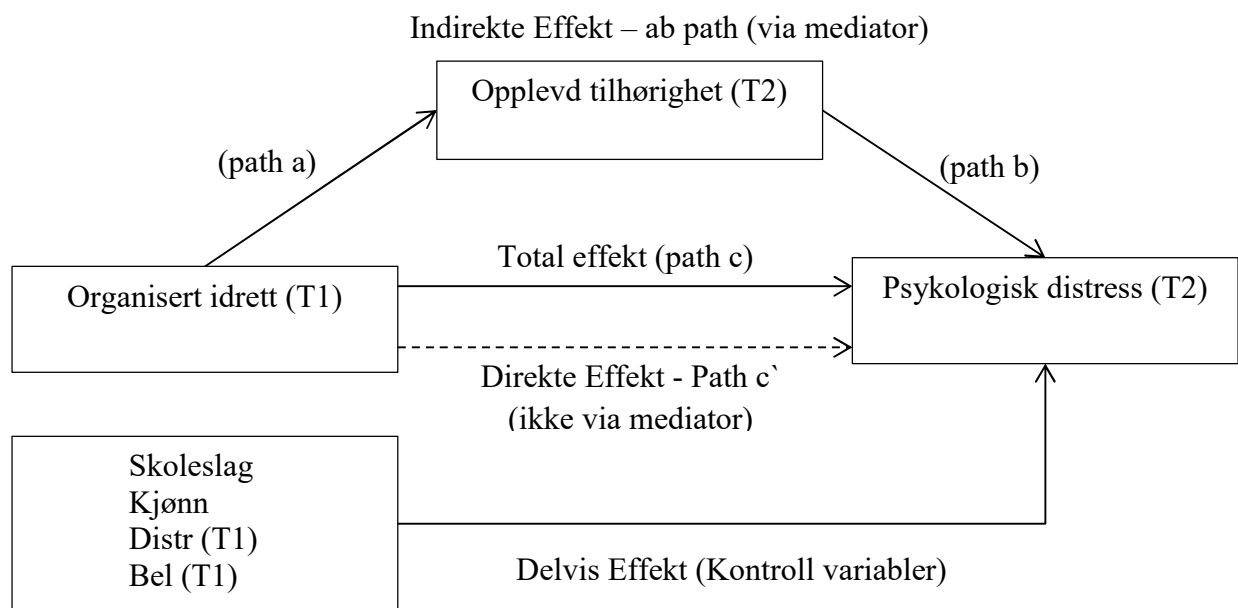 Indirekte Effekt – ab path (via mediator)
Opplevd tilhørighet (T2)
(path a)
(path b)
Total effekt (path c)
Organisert idrett (T1)
Psykologisk distress (T2)
Direkte Effekt - Path c`
(ikke via mediator)
Skoleslag
Kjønn
Distr (T1)
Bel (T1)
Delvis Effekt (Kontroll variabler)